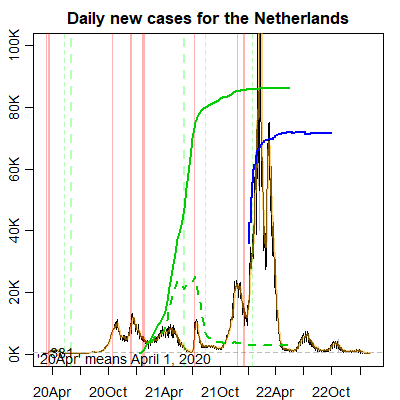 Daily new cases for the Netherlands
100K
80K
60K
40K
20K
0K
'20Apr' means April 1, 2020
20Apr 20Oct 21Apr 21Oct 22Apr 22Oct